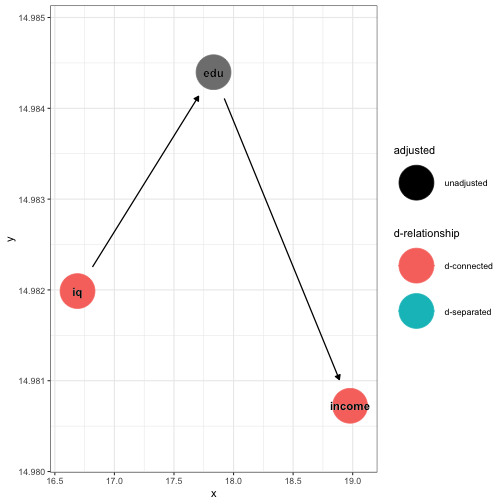 14.985
14.984
14.983
14.982
14.981
14.980
y
edu
iq
income
16.5 17.0 17.5 18.0 18.5 19.0
x
adjusted
unadjusted
d-relationship
d-connected
d-separated